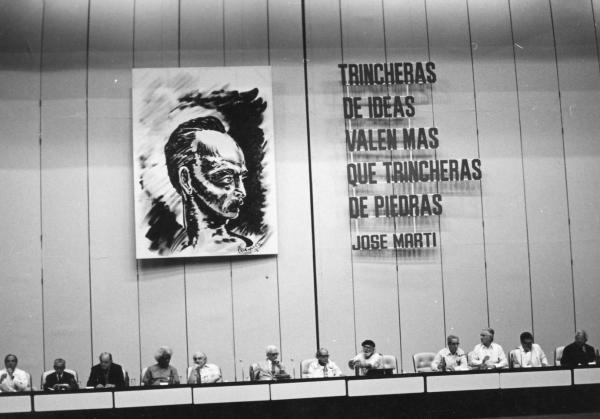 TRINCHERAS
DE IDEAS
VALEN MAS
QUE TRINCHERAS
DE PIEDRAS
JOSE MARTI